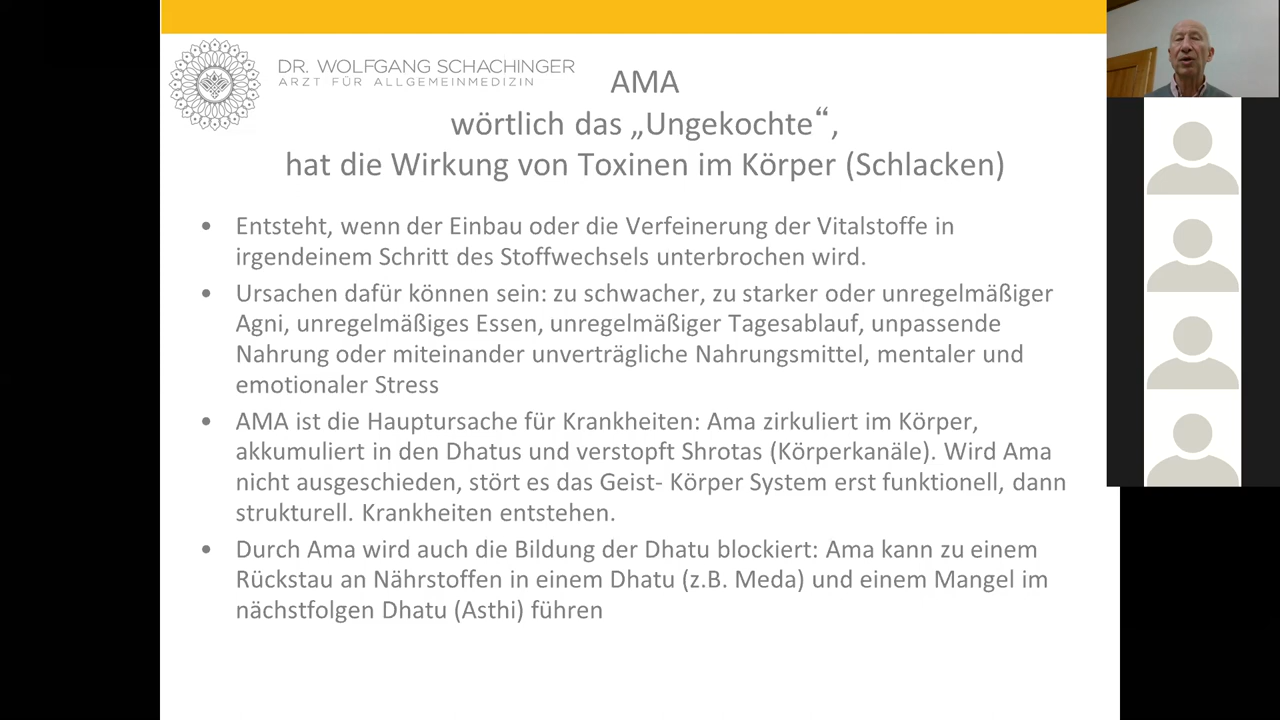 DR. WOLFGANG SCHACHINGER
ARZT FÜR ALLGEMEINMEDIZIN
AMA
wörtlich das „Ungekochte“,
hat die Wirkung von Toxinen im Körper (Schlacken)
• Entsteht, wenn der Einbau oder die Verfeinerung der Vitalstoffe in
irgendeinem Schritt des Stoffwechsels unterbrochen wird.
• Ursachen dafür können sein: zu schwacher, zu starker oder unregelmäßiger
Agni, unregelmäßiges Essen, unregelmäßiger Tagesablauf, unpassende
Nahrung oder miteinander unverträgliche Nahrungsmittel, mentaler und
emotionaler Stress
• AMA ist die Hauptursache für Krankheiten: Ama zirkuliert im Körper,
akkumuliert in den Dhatus und verstopft Shrotas (Körperkanäle). Wird Ama
nicht ausgeschieden, stört es das Geist- Körper System erst funktionell, dann
strukturell. Krankheiten entstehen.
• Durch Ama wird auch die Bildung der Dhatu blockiert: Ama kann zu einem
Rückstau an Nährstoffen in einem Dhatu (z.B. Meda) und einem Mangel im
nächstfolgen Dhatu (Asthi) führen